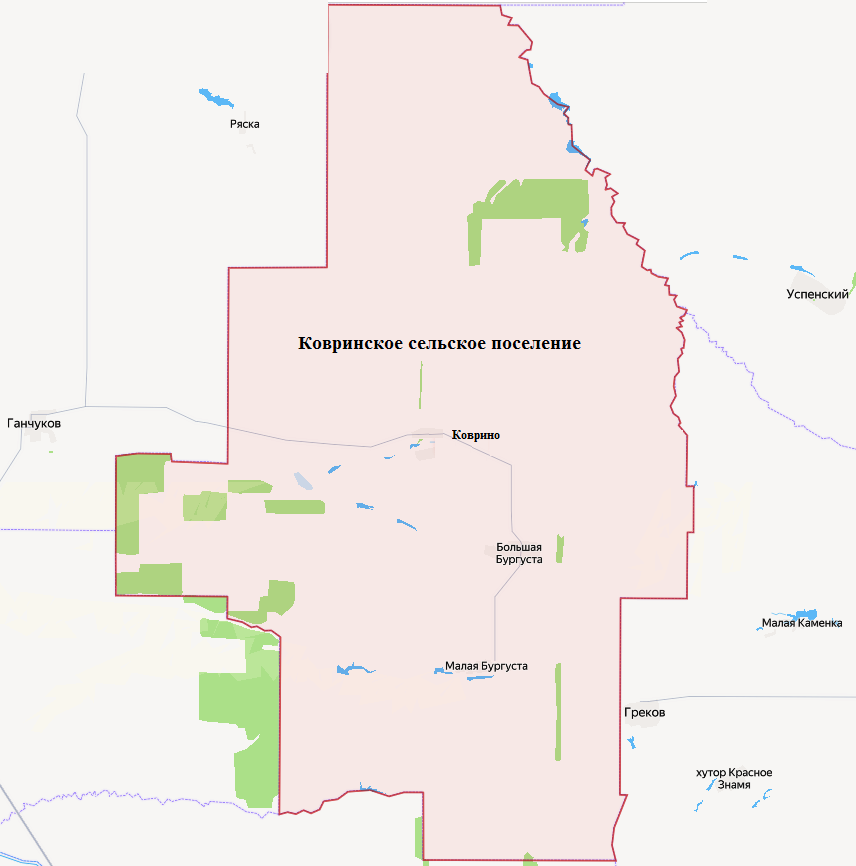 Ряска
Успенский
Ковринское сельское поселение
Ганчуков
Коврино
Большая
Бургуста
Малая Каменка
Малая Бургуста
Греков
хутор Красное
Знамя